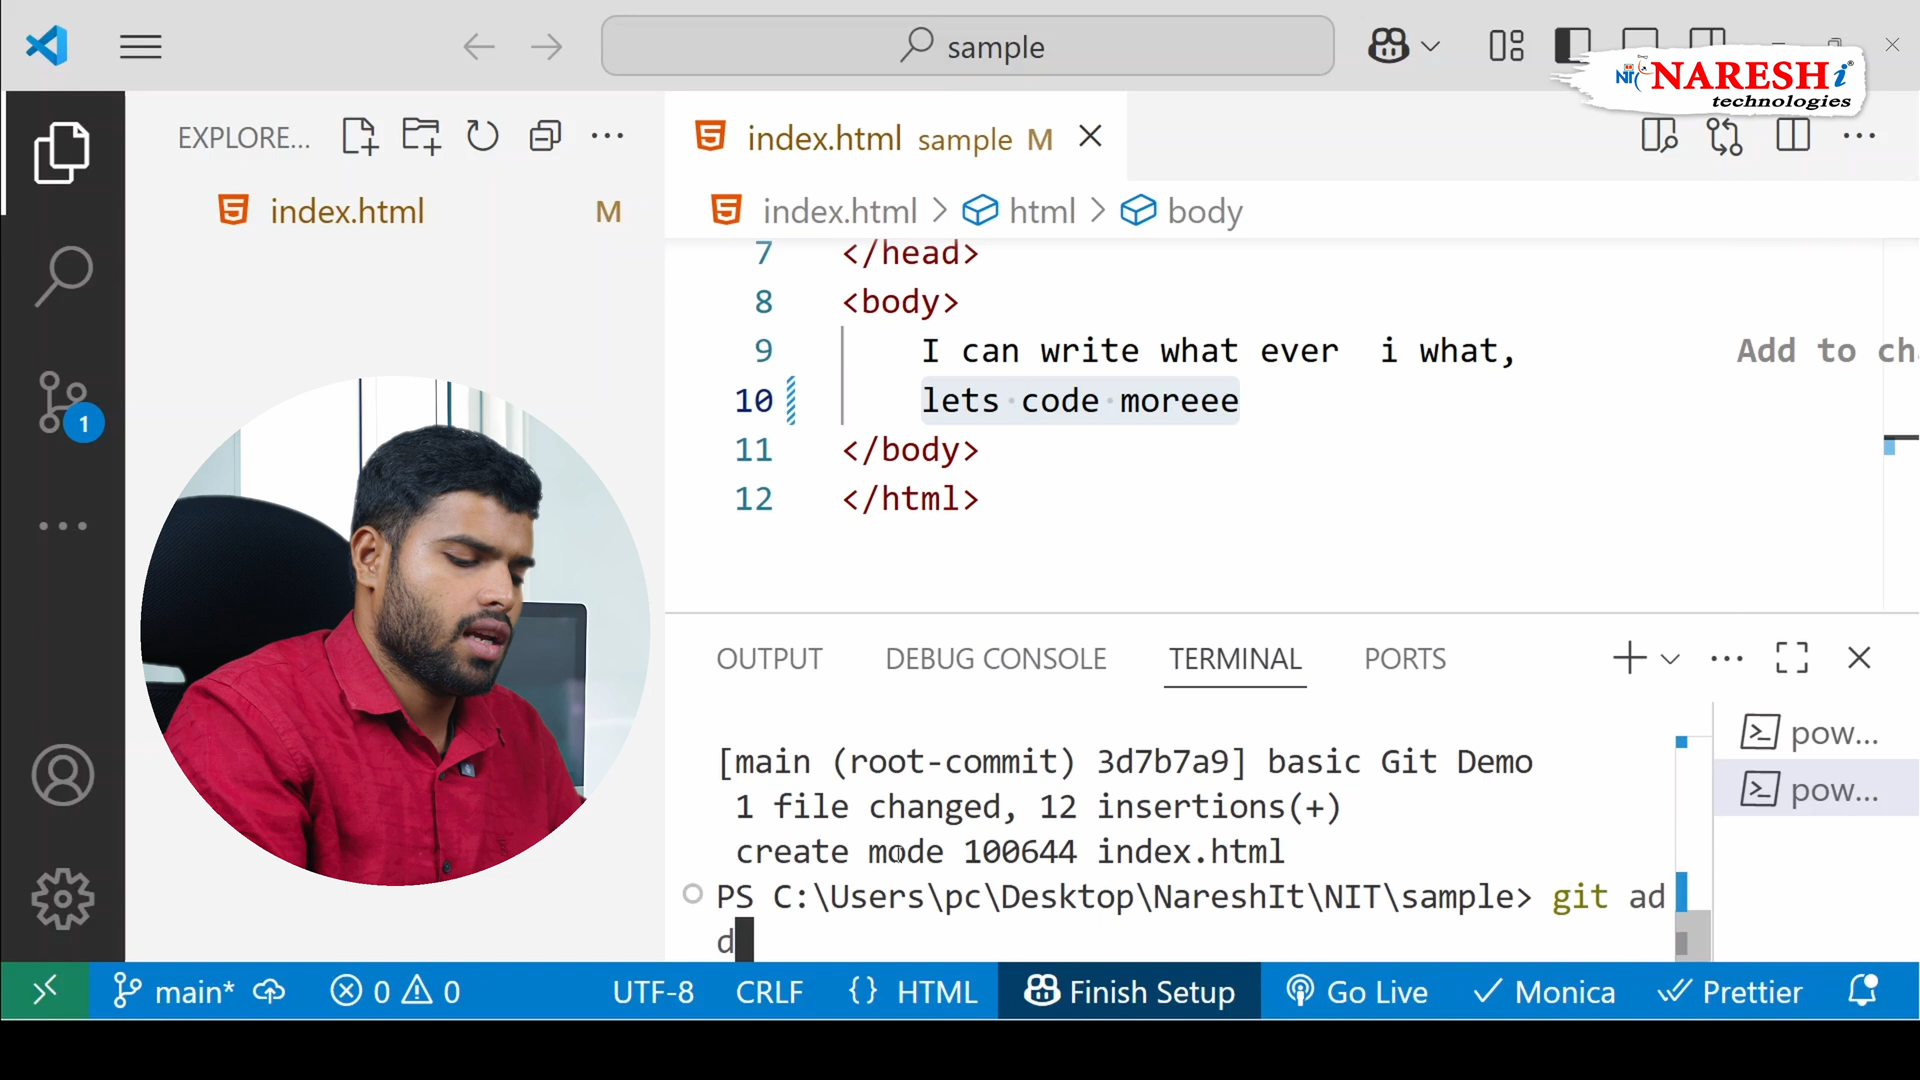 sample
NIT NARESH i ®
technologies
EXPLORE...
index.html sample M
index.html M
index.html > html > body
7 </head>
8 <body>
9 I can write what ever  i what,
Add to ch
10 lets code moreee
11 </body>
12 </html>
1
OUTPUT DEBUG CONSOLE TERMINAL PORTS
pow...
pow...
[main (root-commit) 3d7b7a9] basic Git Demo
1 file changed, 12 insertions(+)
create mode 100644 index.html
PS C:\Users\pc\Desktop\NareshIt\NIT\sample> git ad
d
main* 0 0 UTF-8 CRLF {} HTML Finish Setup Go Live Monica Prettier